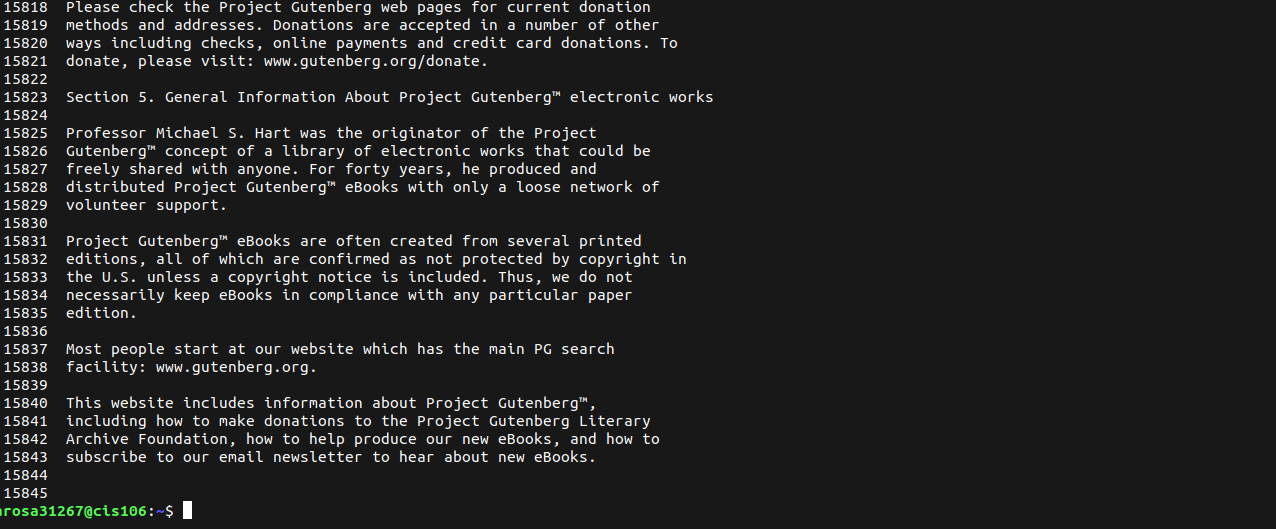 15818 Please check the Project Gutenberg web pages for current donation
15819 methods and addresses. Donations are accepted in a number of other
15820 ways including checks, online payments and credit card donations. To
15821 donate, please visit: www.gutenberg.org/donate.
15822
15823 Section 5. General Information About Project Gutenberg™ electronic works
15824
15825 Professor Michael S. Hart was the originator of the Project
15826 Gutenberg™ concept of a library of electronic works that could be
15827 freely shared with anyone. For forty years, he produced and
15828 distributed Project Gutenberg™ eBooks with only a loose network of
15829 volunteer support.
15830
15831 Project Gutenberg™ eBooks are often created from several printed
15832 editions, all of which are confirmed as not protected by copyright in
15833 the U.S. unless a copyright notice is included. Thus, we do not
15834 necessarily keep eBooks in compliance with any particular paper
15835 edition.
15836
15837 Most people start at our website which has the main PG search
15838 facility: www.gutenberg.org.
15839
15840 This website includes information about Project Gutenberg™,
15841 including how to make donations to the Project Gutenberg Literary
15842 Archive Foundation, how to help produce our new eBooks, and how to
15843 subscribe to our email newsletter to hear about new eBooks.
15844
15845
arosa31267@cis106:~$